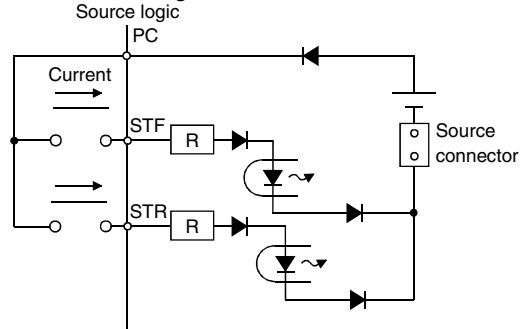 Source logic
PC
Current
STF
R
Source
connector
STR
R